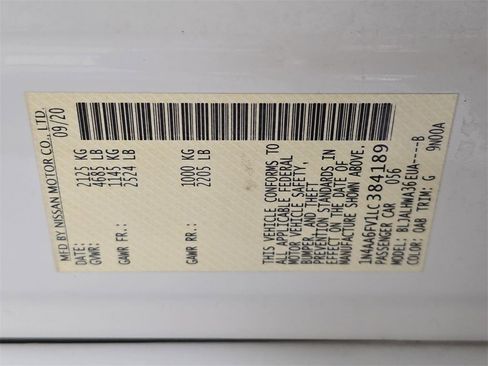 MFD BY NISSAN MOTOR CO., LTD.
DATE: 09/20
GVWR: 2125 KG
4685 LB
GAWR FR.: 1145 KG
2524 LB
GAWR RR: 1000 KG
2205 LB
THIS VEHICLE CONFORMS TO
ALL APPLICABLE FEDERAL
MOTOR VEHICLE SAFETY,
BUMPER, AND THEFT
PREVENTION STANDARDS IN
EFFECT ON THE DATE OF
MANUFACTURE SHOWN ABOVE.
1N4AA6FV1LC384189
PASSENGER CAR 036
MODEL: BLJALHWA36EUA----B
COLOR: QAB TRIM: G 9N00A